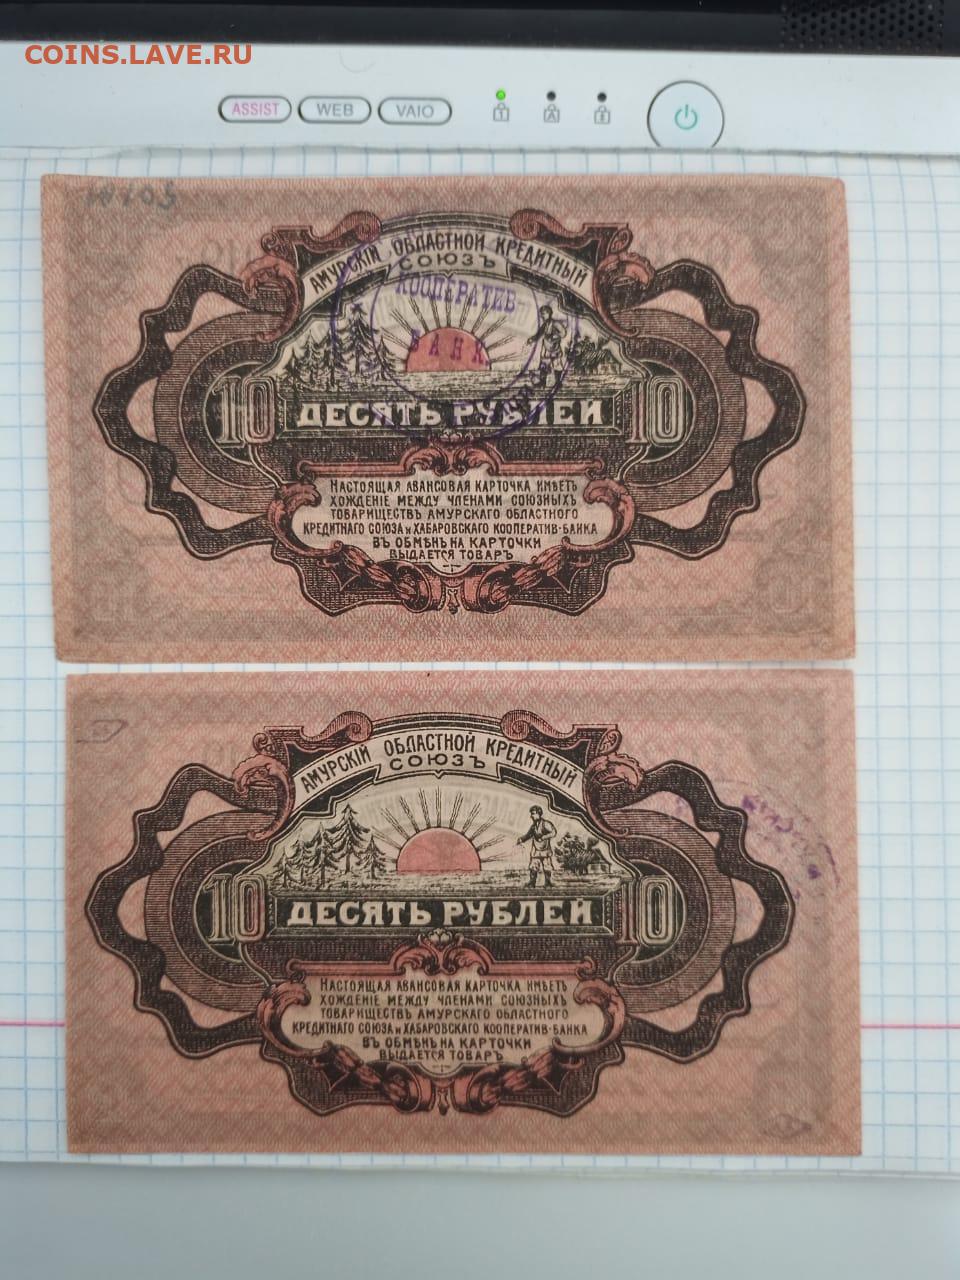 COINS.LAVE.RU
ASSIST WEB VAIO
1 A
АМУРСКІЙ ОБЛАСТНОЙ КРЕДИТНЫЙ
СОЮЗЪ
КООПЕРАТИВ
БАНК
10 ДЕСЯТЬ РУБЛЕЙ 10
НАСТОЯЩАЯ АВАНСОВАЯ КАРТОЧКА ИМѢЕТЪ
ХОЖДЕНІЕ МЕЖДУ ЧЛЕНАМИ СОЮЗНЫХЪ
ТОВАРИЩЕСТВЪ АМУРСКАГО ОБЛАСТНОГО
КРЕДИТНАГО СОЮЗА И ХАБАРОВСКАГО КООПЕРАТИВ-БАНКА
ВЪ ОБМѢНЪ НА КАРТОЧКИ
ВЫДАЕТСЯ ТОВАРЪ
АМУРСКІЙ ОБЛАСТНОЙ КРЕДИТНЫЙ
СОЮЗЪ
10 ДЕСЯТЬ РУБЛЕЙ 10
НАСТОЯЩАЯ АВАНСОВАЯ КАРТОЧКА ИМѢЕТЪ
ХОЖДЕНІЕ МЕЖДУ ЧЛЕНАМИ СОЮЗНЫХЪ
ТОВАРИЩЕСТВЪ АМУРСКАГО ОБЛАСТНОГО
КРЕДИТНАГО СОЮЗА И ХАБАРОВСКАГО КООПЕРАТИВ-БАНКА
ВЪ ОБМѢНЪ НА КАРТОЧКИ
ВЫДАЕТСЯ ТОВАРЪ